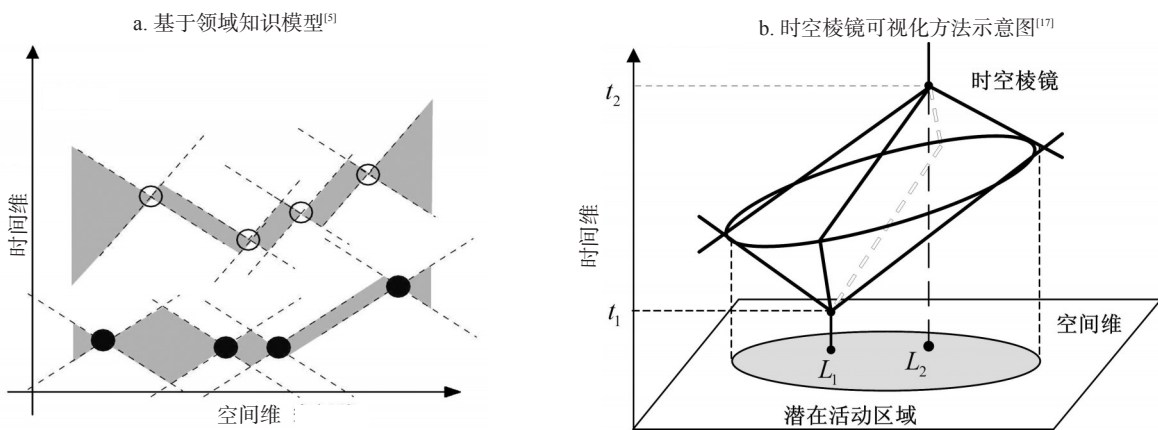 a. 基于领域知识模型[5]
时间维
空间维
b. 时空棱镜可视化方法示意图[17]
时空棱镜
t2
时间维
t1
空间维
L1
L2
潜在活动区域